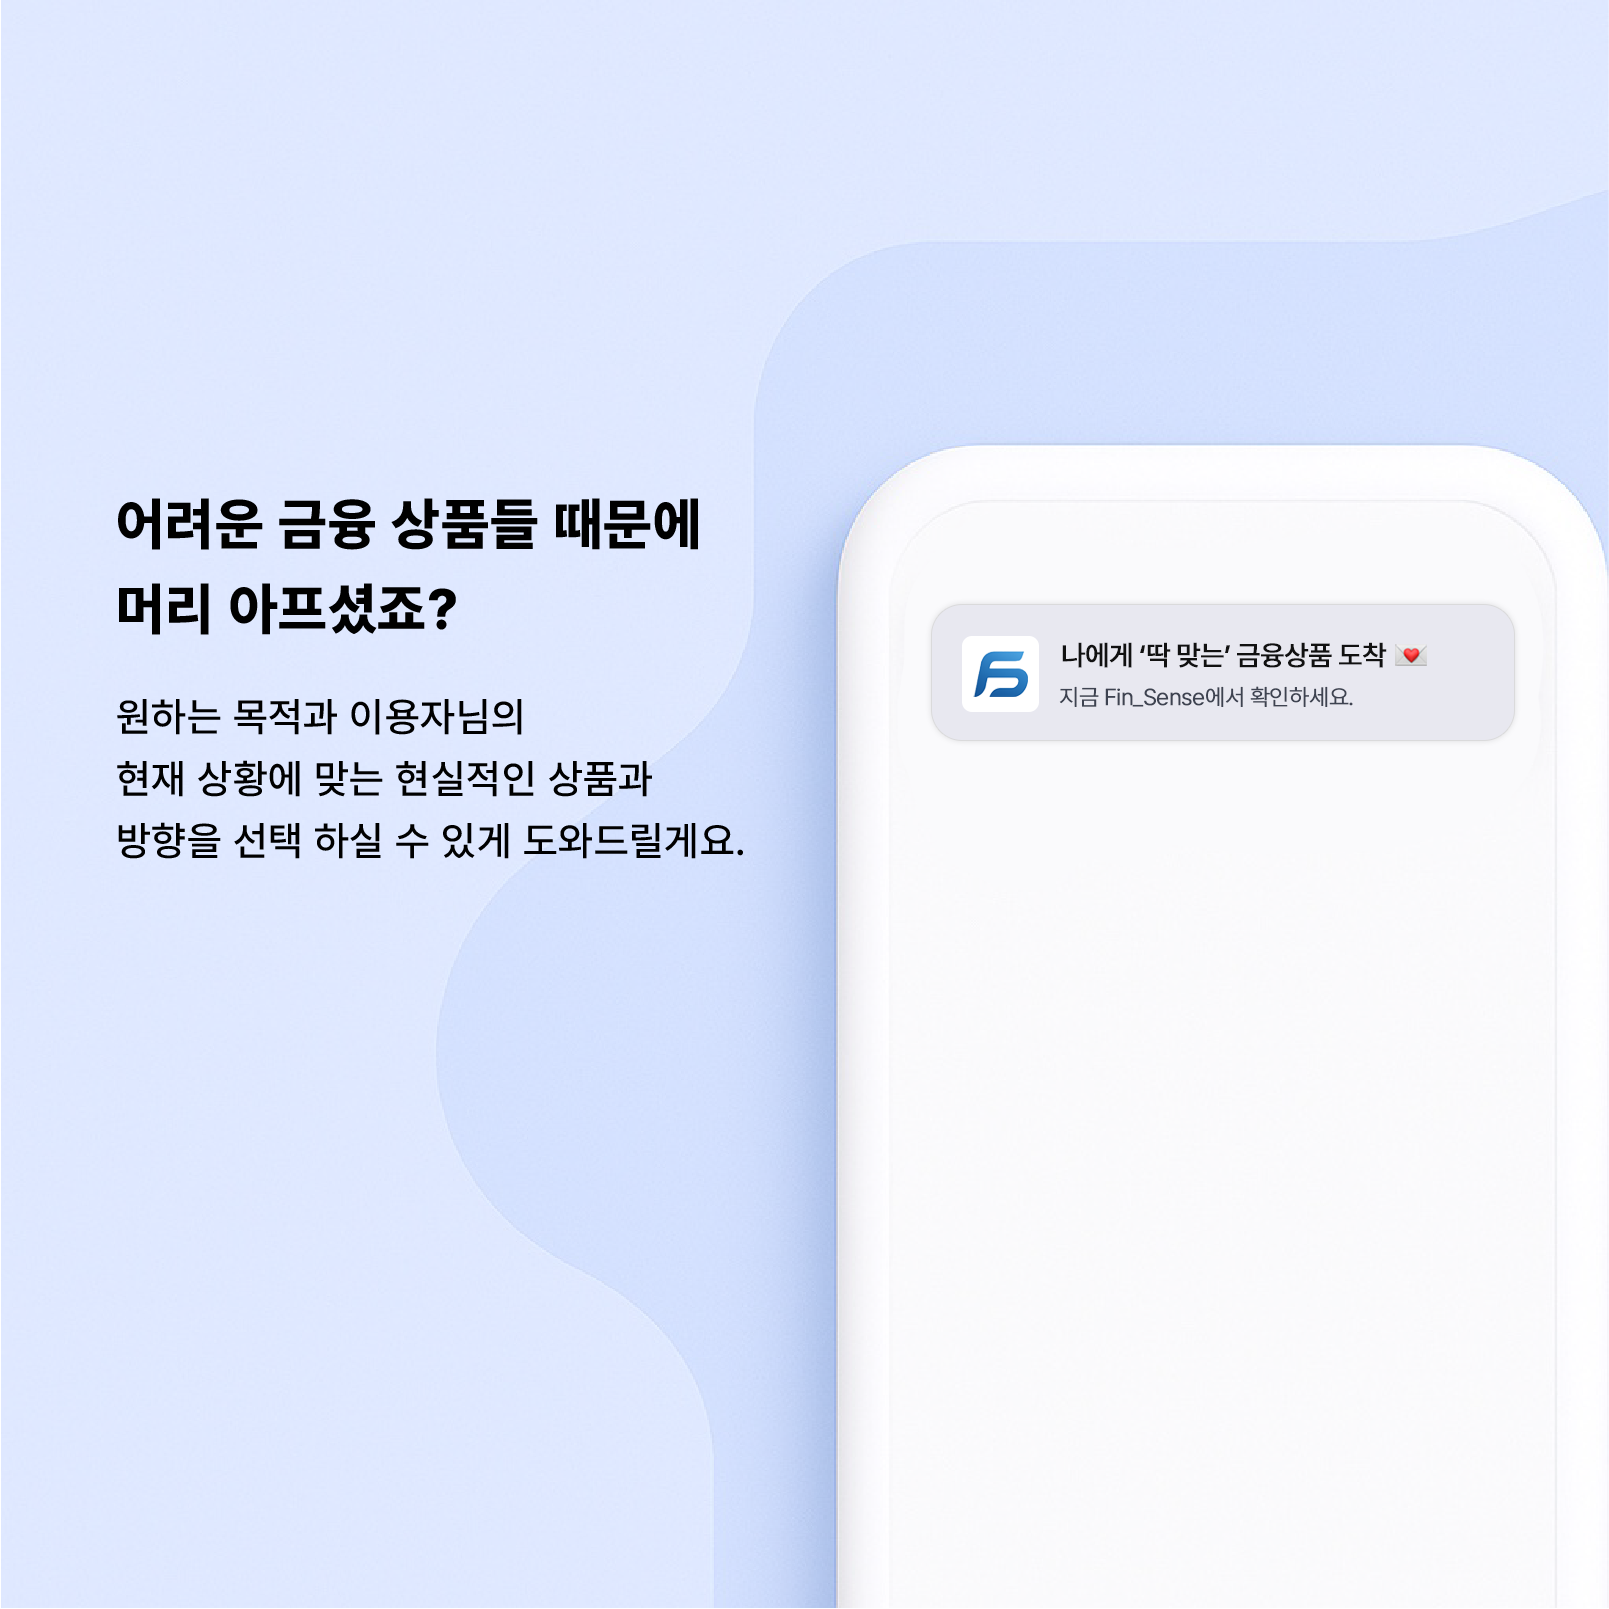 어려운 금융 상품들 때문에
머리 아프셨죠?
원하는 목적과 이용자님의
현재 상황에 맞는 현실적인 상품과
방향을 선택 하실 수 있게 도와드릴게요.
나에게 ‘딱 맞는’ 금융상품 도착 💌
지금 Fin_Sense에서 확인하세요.